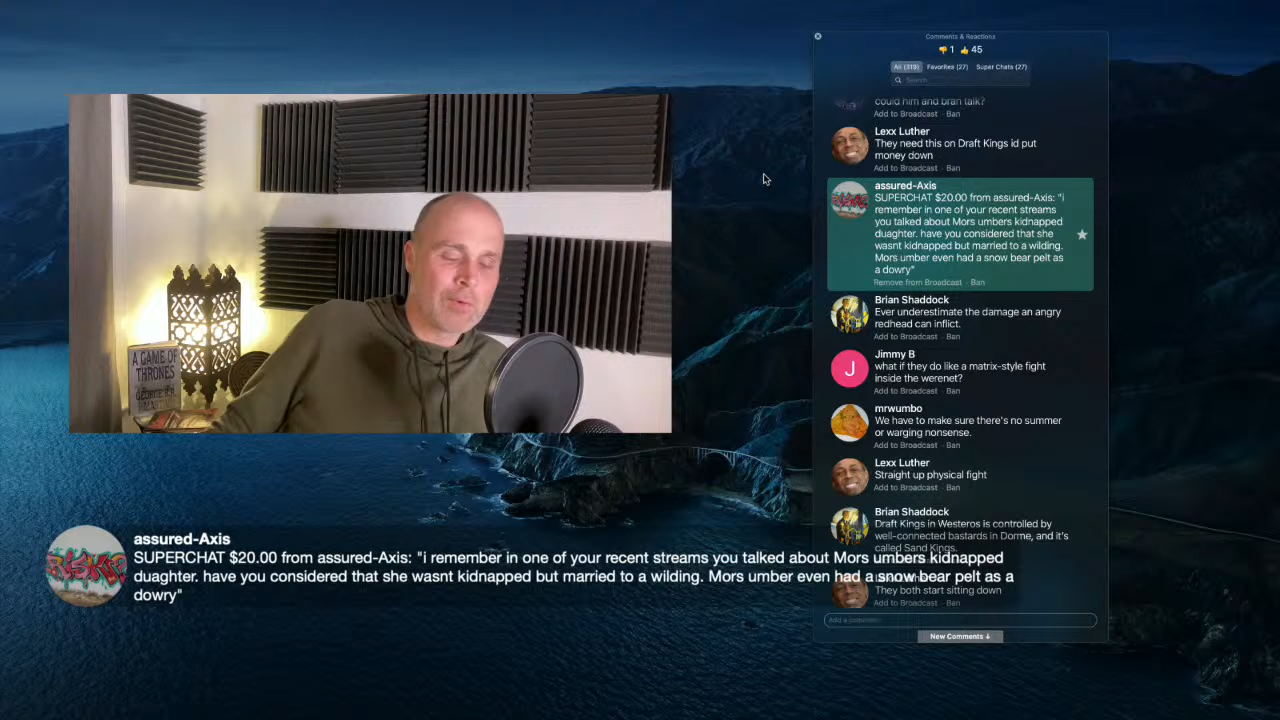 Comments & Reactions
👎 1 👍 45
All (319) Favorites (27) Super Chats (27)
Search
could him and bran talk?
Add to Broadcast · Ban
Lexx Luther
They need this on Draft Kings id put
money down
Add to Broadcast · Ban
assured-Axis
SUPERCHAT $20.00 from assured-Axis: "i
remember in one of your recent streams
you talked about Mors umbers kidnapped
duaghter. have you considered that she
wasnt kidnapped but married to a wilding.
Mors umber even had a snow bear pelt as
a dowry"
Remove from Broadcast · Ban
Brian Shaddock
Ever underestimate the damage an angry
redhead can inflict.
Add to Broadcast · Ban
Jimmy B
J
what if they do like a matrix-style fight
inside the werenet?
Add to Broadcast · Ban
mrwumbo
We have to make sure there's no summer
or warging nonsense.
Add to Broadcast · Ban
Lexx Luther
Straight up physical fight
Add to Broadcast · Ban
Brian Shaddock
Draft Kings in Westeros is controlled by
well-connected bastards in Dorne, and it's
called Sand Kings.
They both start sitting down
Add to Broadcast · Ban
Add a comment
New Comments ↓
A GAME OF
THRONES
GEORGE R.R.
assured-Axis
SUPERCHAT $20.00 from assured-Axis: "i remember in one of your recent streams you talked about Mors umbers kidnapped
duaghter. have you considered that she wasnt kidnapped but married to a wilding. Mors umber even had a snow bear pelt as a
dowry"